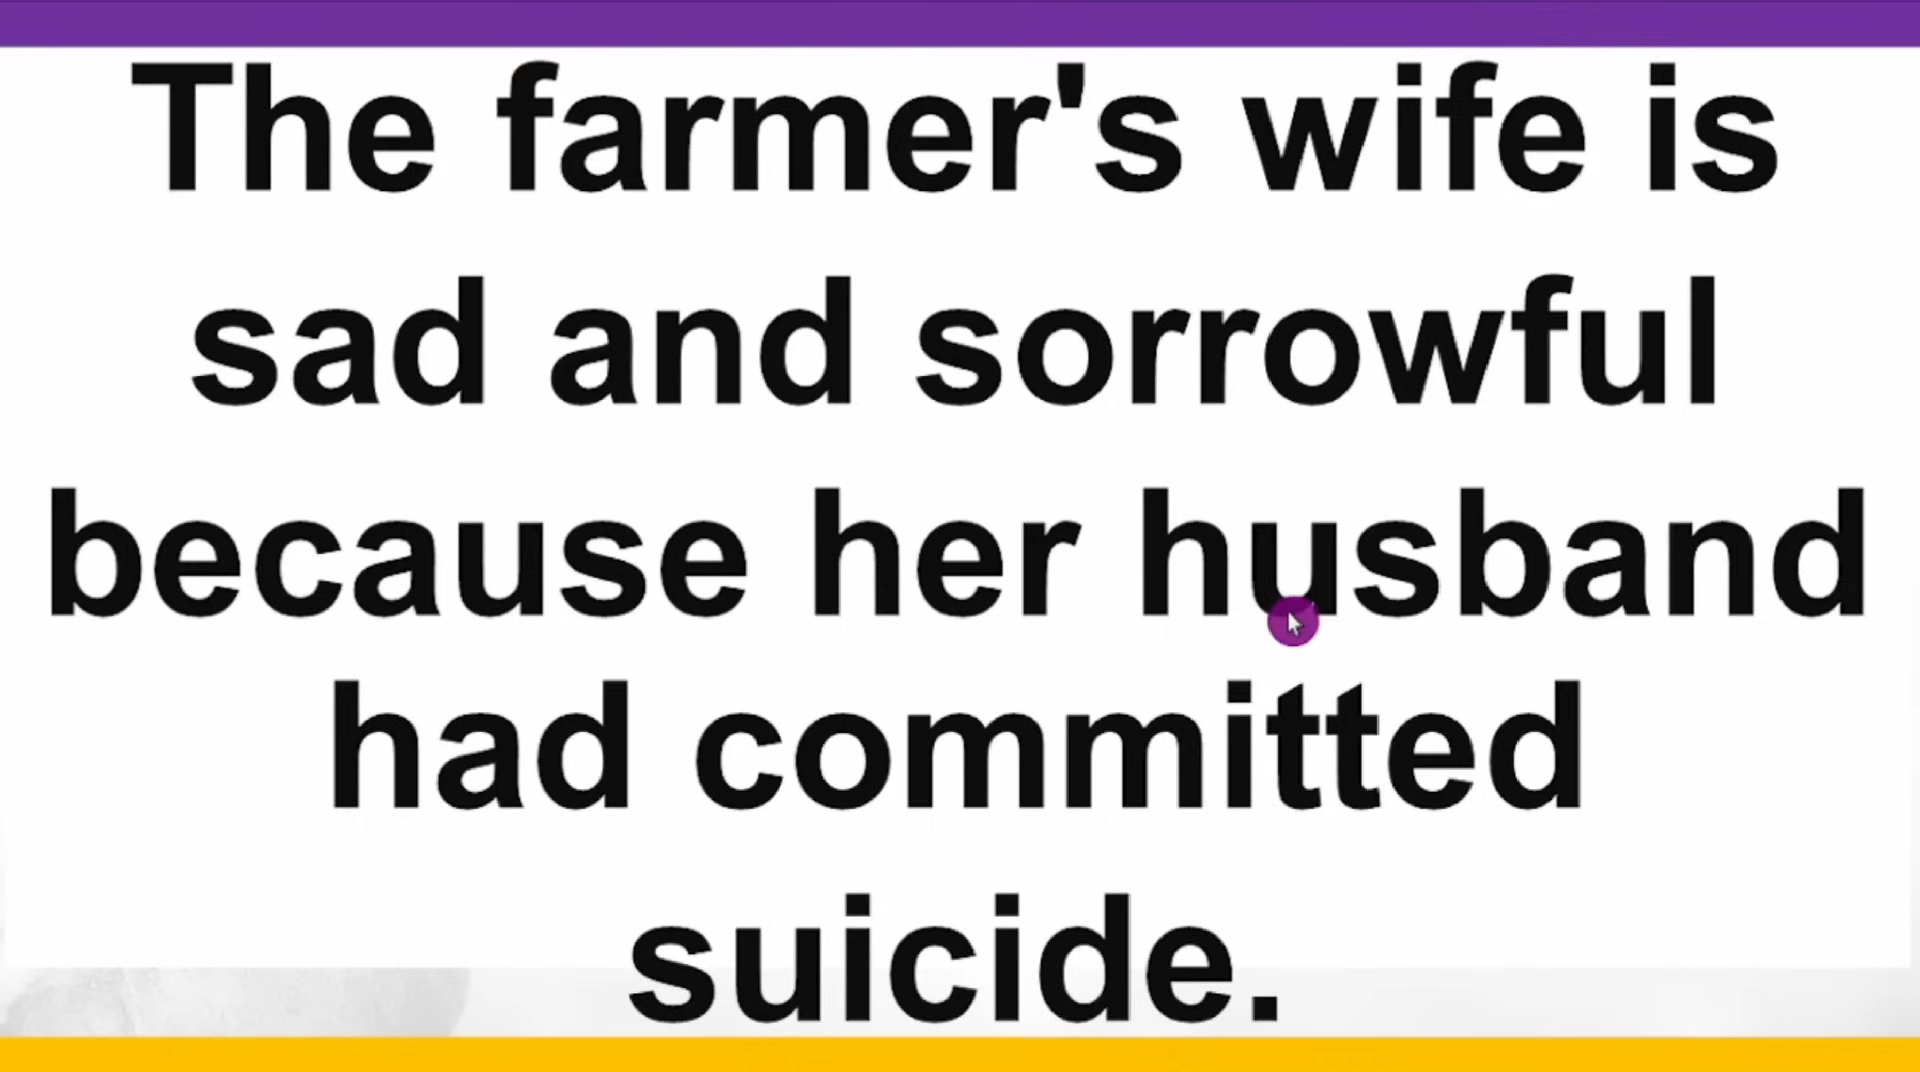 The farmer's wife is
sad and sorrowful
because her husband
had committed
suicide.